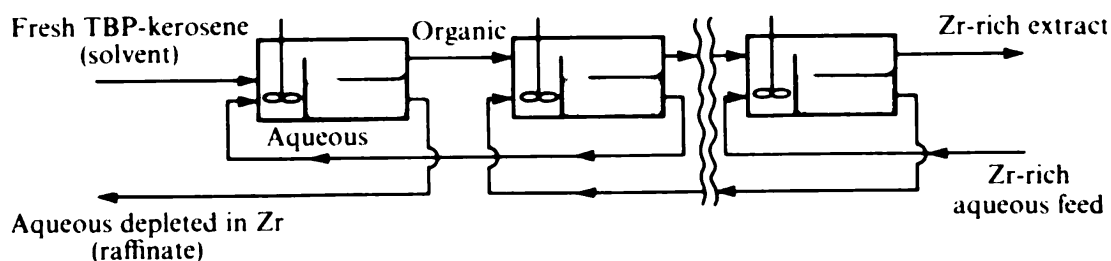 Fresh TBP-kerosene
(solvent)
Organic
Zr-rich extract
Aqueous
Zr-rich
aqueous feed
Aqueous depleted in Zr
(raffinate)